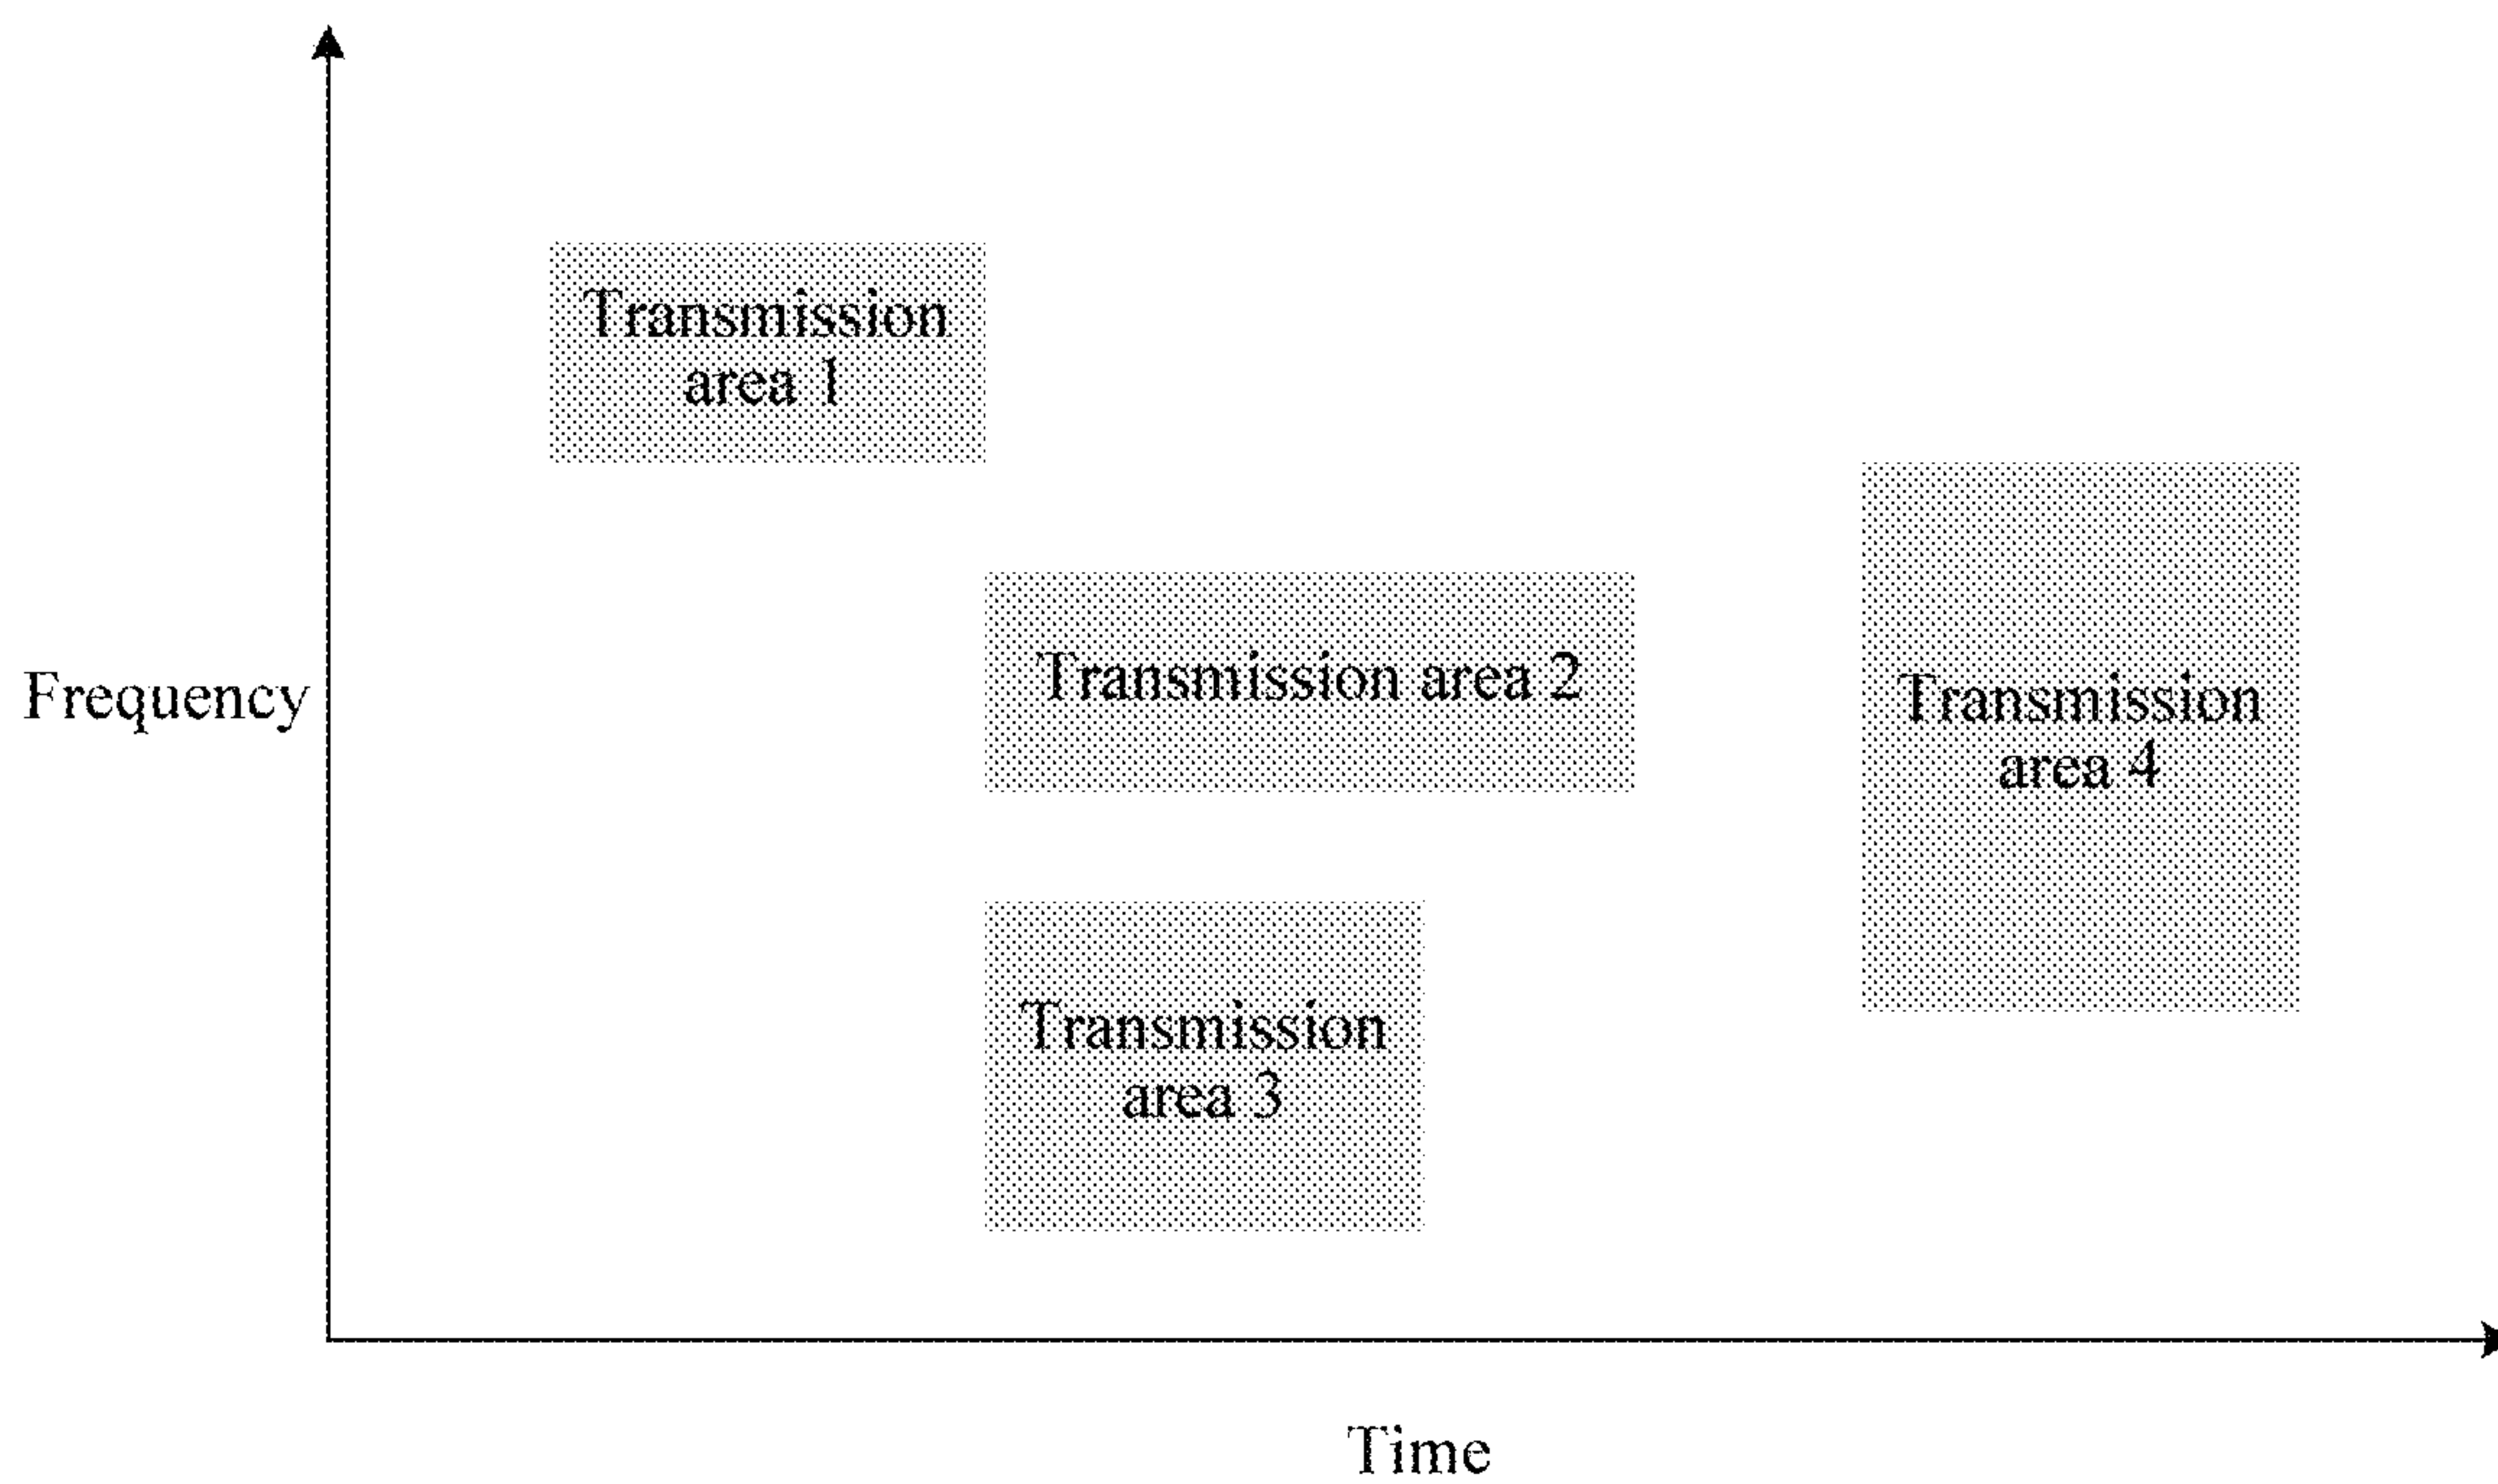 Transmission
area 1
Transmission area 2
Frequency
Transmission
area 4
Transmission
area 3
Time